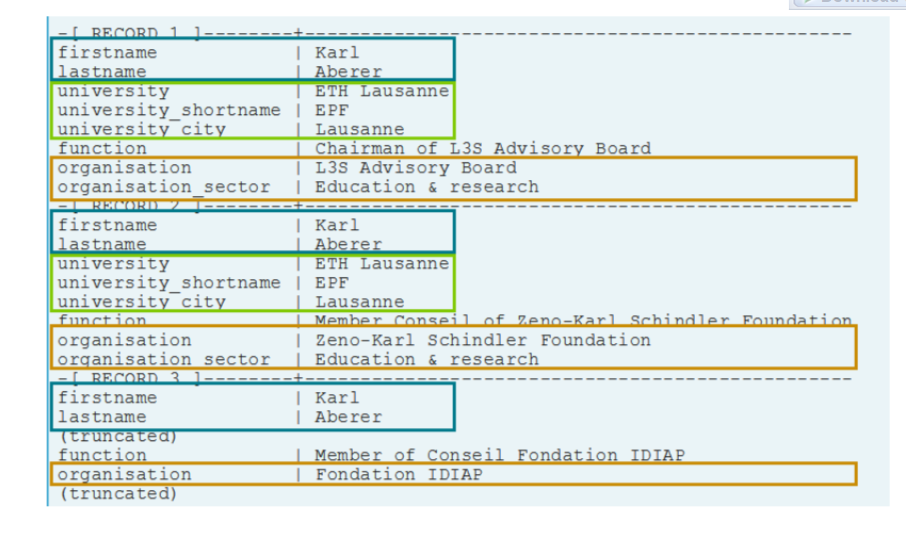 Download
-[ RECORD 1 ]--------+--------------------------------------------------
firstname | Karl
lastname | Aberer
university | ETH Lausanne
university_shortname | EPF
university_city | Lausanne
function | Chairman of L3S Advisory Board
organisation | L3S Advisory Board
organisation_sector | Education & research
-[ RECORD 2 ]--------+--------------------------------------------------
firstname | Karl
lastname | Aberer
university | ETH Lausanne
university_shortname | EPF
university_city | Lausanne
function | Member Conseil of Zeno-Karl Schindler Foundation
organisation | Zeno-Karl Schindler Foundation
organisation_sector | Education & research
-[ RECORD 3 ]--------+--------------------------------------------------
firstname | Karl
lastname | Aberer
(truncated)
function | Member of Conseil Fondation IDIAP
organisation | Fondation IDIAP
(truncated)